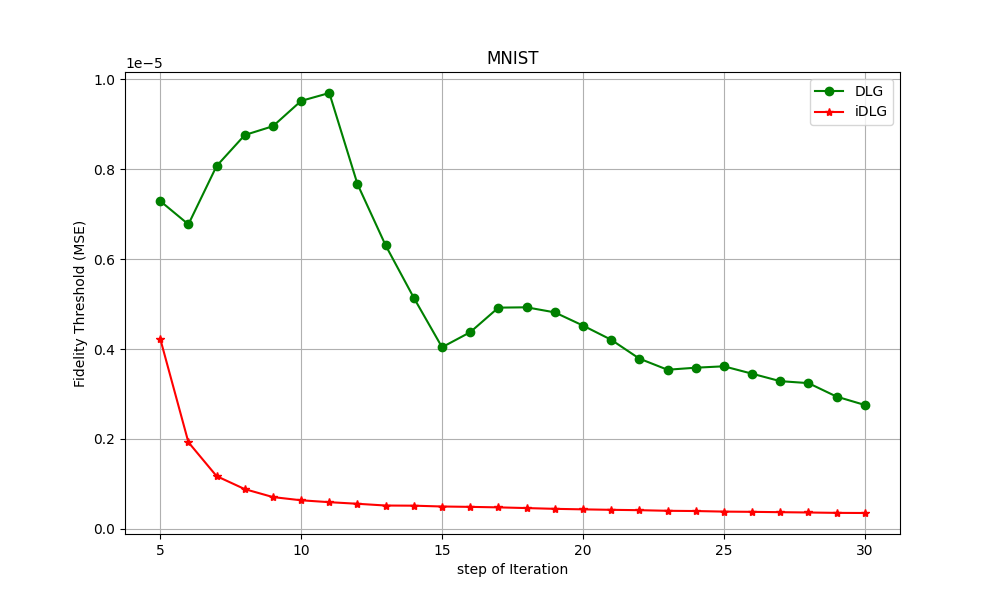 MNIST
1e−5
1.0
0.8
0.6
0.4
0.2
0.0
Fidelity Threshold (MSE)
5 10 15 20 25 30
step of Iteration
DLG
iDLG